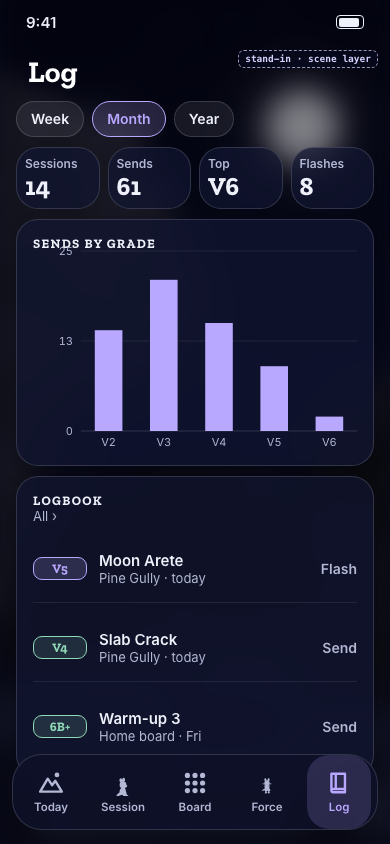 9:41
stand-in · scene layer
Log
Week Month Year
Sessions Sends Top Flashes
14 61 V6 8
SENDS BY GRADE
25
13
0
V2 V3 V4 V5 V6
LOGBOOK
All ›
V5 Moon Arete Flash
Pine Gully · today
V4 Slab Crack Send
Pine Gully · today
6B+ Warm-up 3 Send
Home board · Fri
Today Session Board Force Log